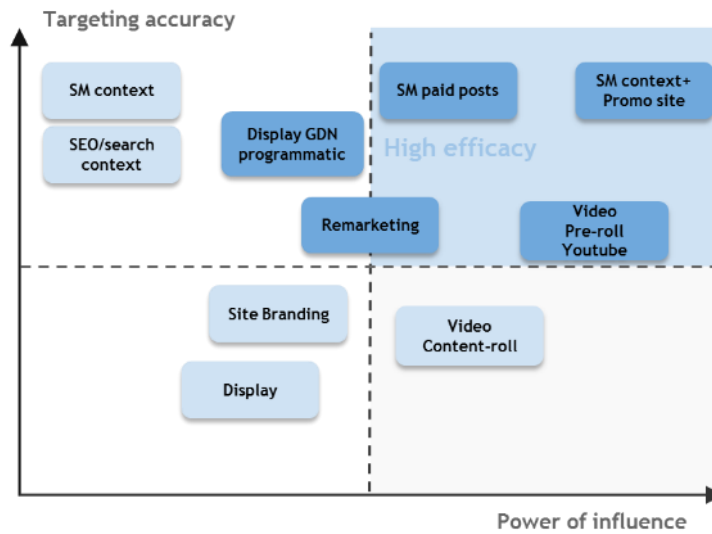 Targeting accuracy
SM context
SM paid posts
SM context+
Promo site
SEO/search
context
Display GDN
programmatic
High efficacy
Remarketing
Video
Pre-roll
Youtube
Site Branding
Video
Content-roll
Display
Power of influence